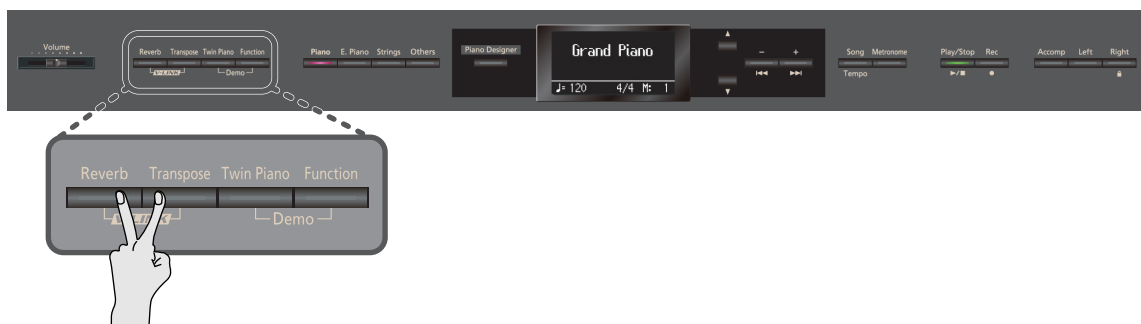 Volume
Reverb Transpose Twin Piano Function
V-LINK Demo
Piano E. Piano Strings Others
Piano Designer
Grand Piano
♩= 120 4/4 M: 1
- +
Song Metronome
Tempo
Play/Stop Rec
Accomp Left Right
Reverb Transpose Twin Piano Function
Demo